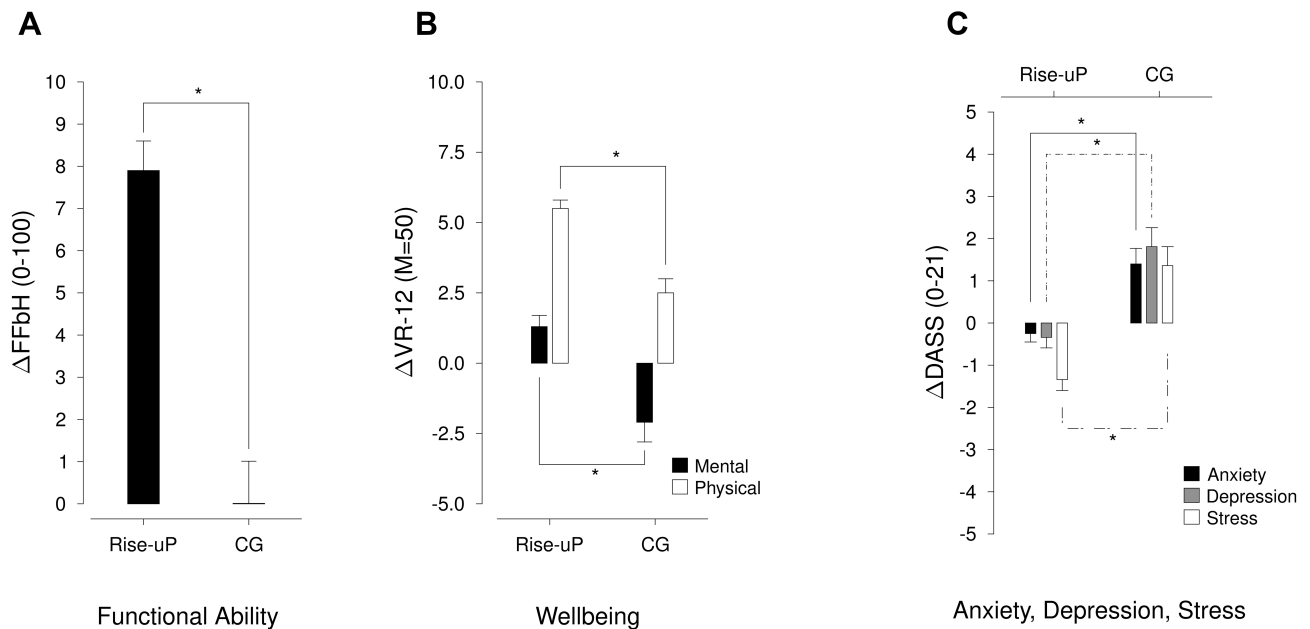 A
ΔFFbH (0-100)
10
9
8
7
6
5
4
3
2
1
0
*
Rise-uP CG
Functional Ability
B
ΔVR-12 (M=50)
10.0
7.5
5.0
2.5
0.0
-2.5
-5.0
*
*
Mental
Physical
Rise-uP CG
Wellbeing
C
Rise-uP CG
ΔDASS (0-21)
5
4
3
2
1
0
-1
-2
-3
-4
-5
*
*
*
Anxiety
Depression
Stress
Anxiety, Depression, Stress